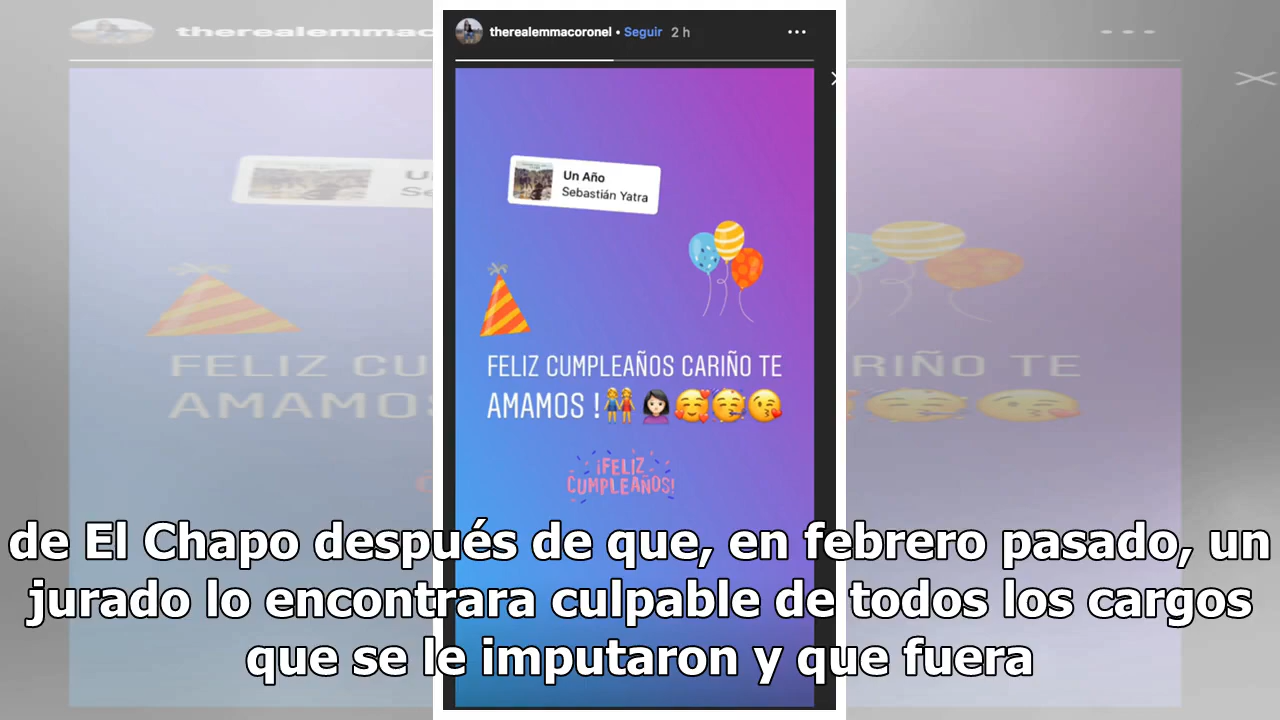 therealemmacoronel • Seguir 2 h
Un Año
Sebastián Yatra
FELIZ CUMPLEAÑOS CARIÑO TE
AMAMOS !
¡FELIZ
CUMPLEAÑOS!
de El Chapo después de que, en febrero pasado, un
jurado lo encontrara culpable de todos los cargos
que se le imputaron y que fuera